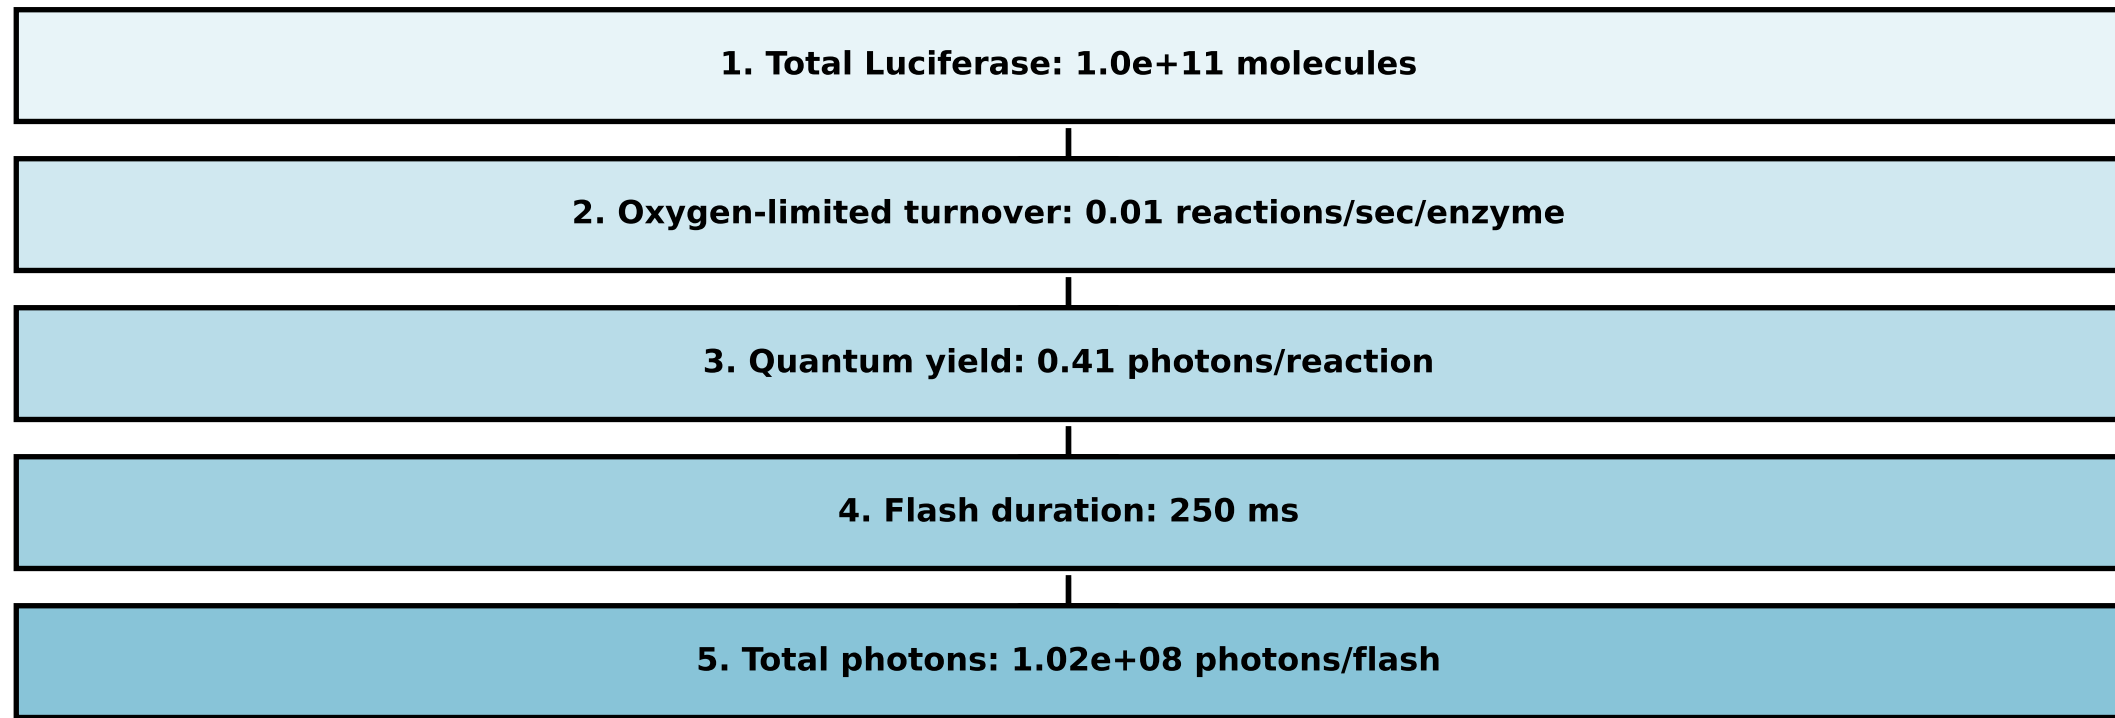 1. Total Luciferase: 1.0e+11 molecules
2. Oxygen-limited turnover: 0.01 reactions/sec/enzyme
3. Quantum yield: 0.41 photons/reaction
4. Flash duration: 250 ms
5. Total photons: 1.02e+08 photons/flash